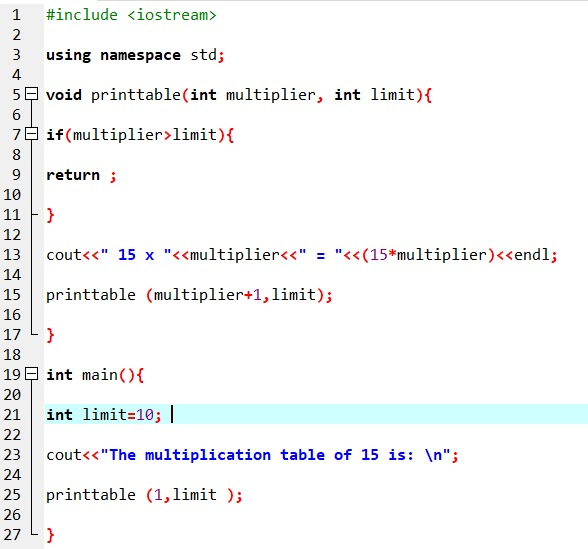 1 #include <iostream>
2
3 using namespace std;
4
5 void printtable(int multiplier, int limit){
6
7 if(multiplier>limit){
8
9 return ;
10
11 }
12
13 cout<<" 15 x "<<multiplier<<" = "<<(15*multiplier)<<endl;
14
15 printtable (multiplier+1,limit);
16
17 }
18
19 int main(){
20
21 int limit=10;
22
23 cout<<"The multiplication table of 15 is: \n";
24
25 printtable (1,limit );
26
27 }